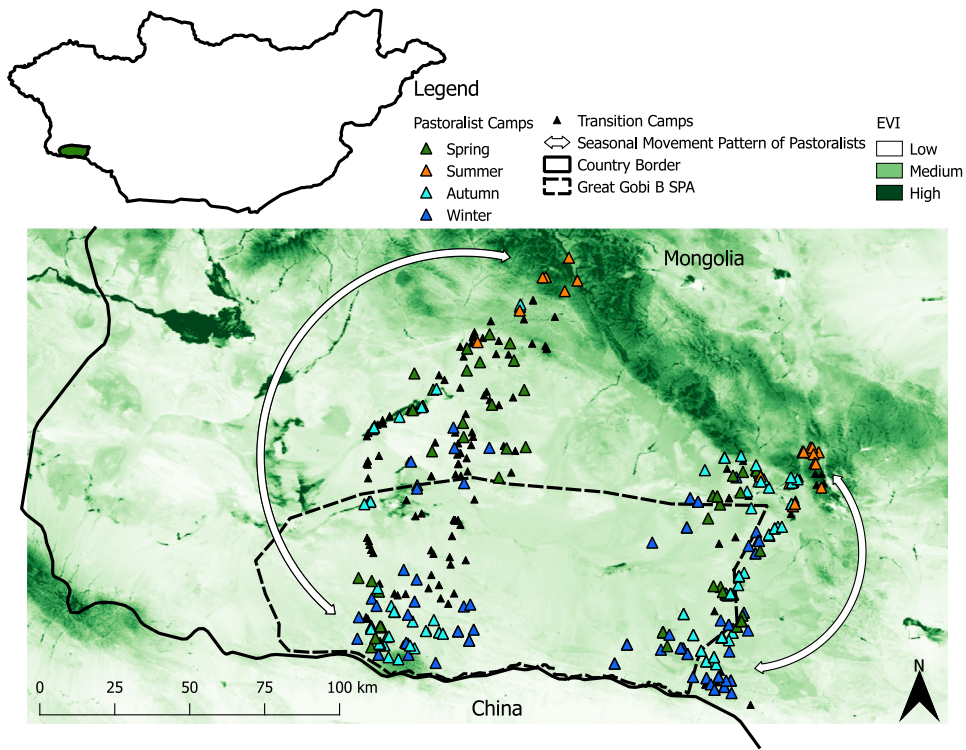 Legend
Pastoralist Camps
Spring
Summer
Autumn
Winter
Transition Camps
Seasonal Movement Pattern of Pastoralists
Country Border
Great Gobi B SPA
EVI
Low
Medium
High
Mongolia
0 25 50 75 100 km
China
N